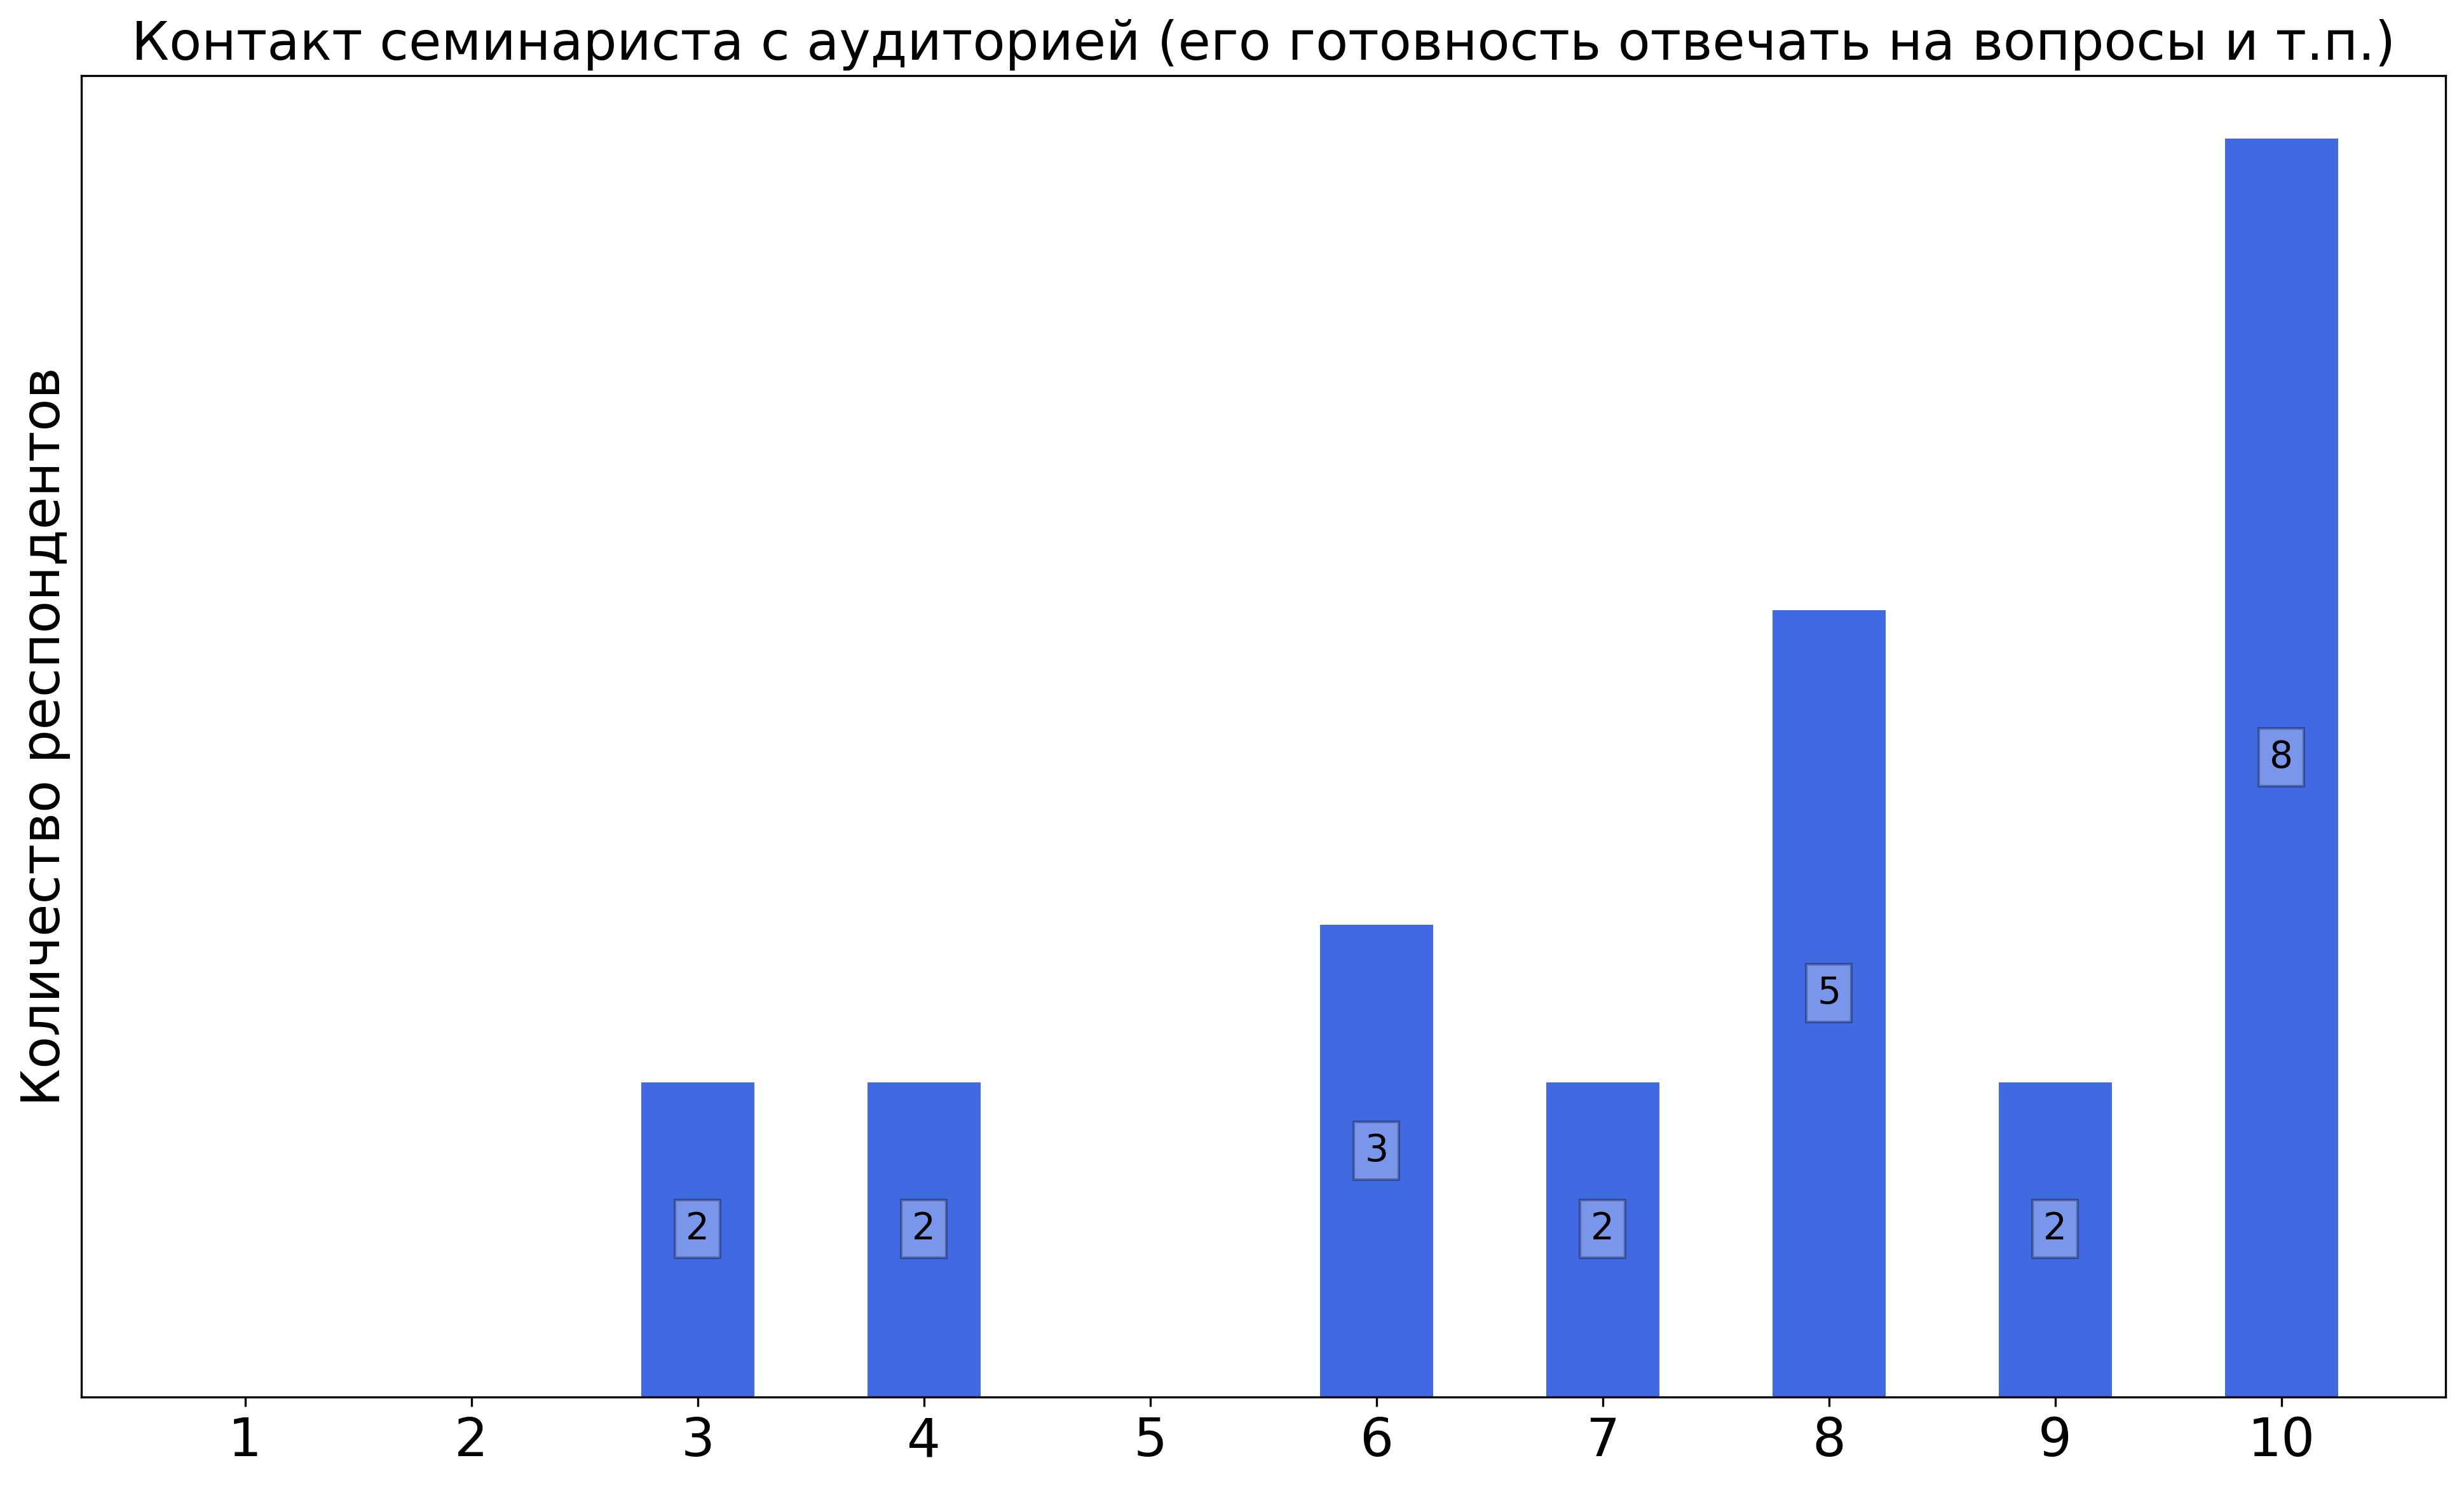 Контакт семинариста с аудиторией (его готовность отвечать на вопросы и т.п.)
Количество респондентов
2
2
3
2
5
2
8
1 2 3 4 5 6 7 8 9 10